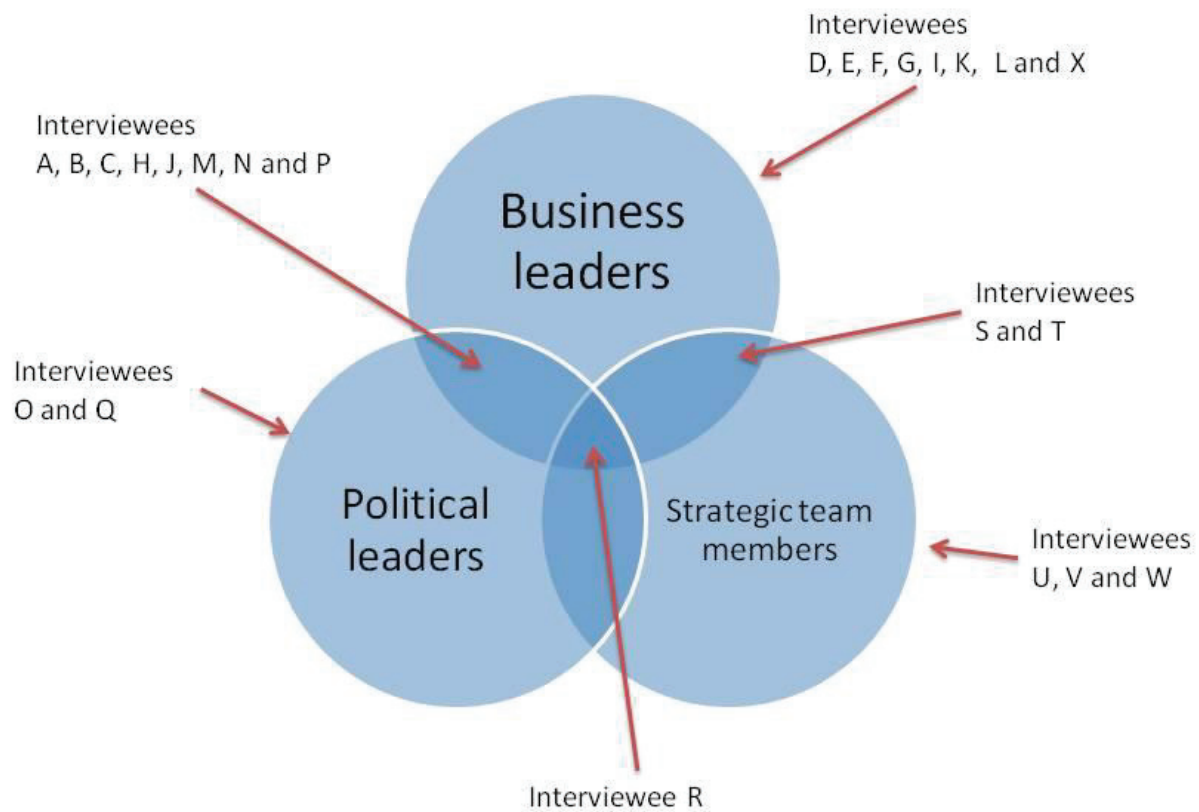 Interviewees
D, E, F, G, I, K, L and X
Interviewees
A, B, C, H, J, M, N and P
Business
leaders
Interviewees
S and T
Interviewees
O and Q
Political
leaders
Strategic team
members
Interviewees
U, V and W
Interviewee R